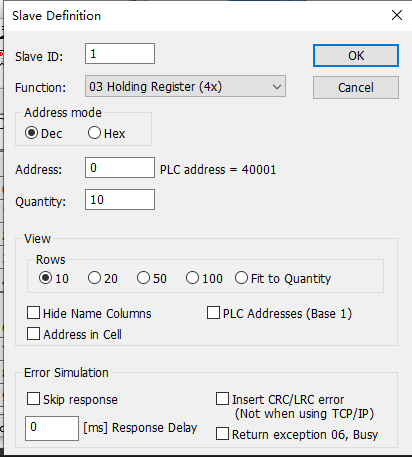 Slave Definition
Slave ID: 1 OK
Function: 03 Holding Register (4x) Cancel
Address mode
Dec Hex
Address: 0 PLC address = 40001
Quantity: 10
View
Rows
10 20 50 100 Fit to Quantity
Hide Name Columns PLC Addresses (Base 1)
Address in Cell
Error Simulation
Skip response Insert CRC/LRC error
(Not when using TCP/IP)
0 [ms] Response Delay
Return exception 06, Busy